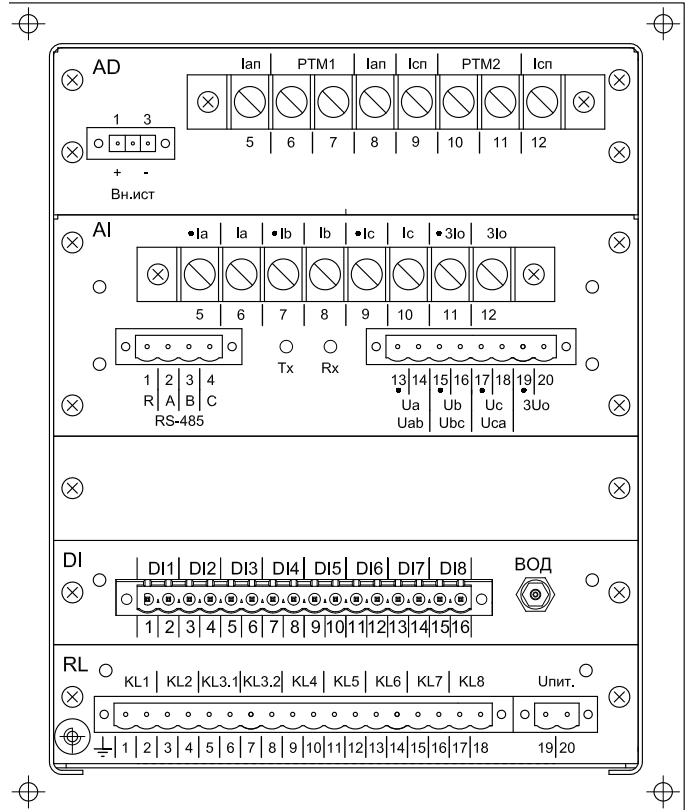 AD
Iап РТМ1 Iап Iсп РТМ2 Iсп
5 6 7 8 9 10 11 12
1 3
+ -
Вн.ист
AI
•Ia Ia •Ib Ib •Ic Ic •3Io 3Io
5 6 7 8 9 10 11 12
Tx Rx
1 2 3 4
R A B C
RS-485
13 14 15 16 17 18 19 20
Ua Ub Uc 3Uo
Uab Ubc Uca
DI
DI1 DI2 DI3 DI4 DI5 DI6 DI7 DI8
ВОД
1 2 3 4 5 6 7 8 9 10 11 12 13 14 15 16
RL
KL1 KL2 KL3.1 KL3.2 KL4 KL5 KL6 KL7 KL8 Uпит.
1 2 3 4 5 6 7 8 9 10 11 12 13 14 15 16 17 18 19 20